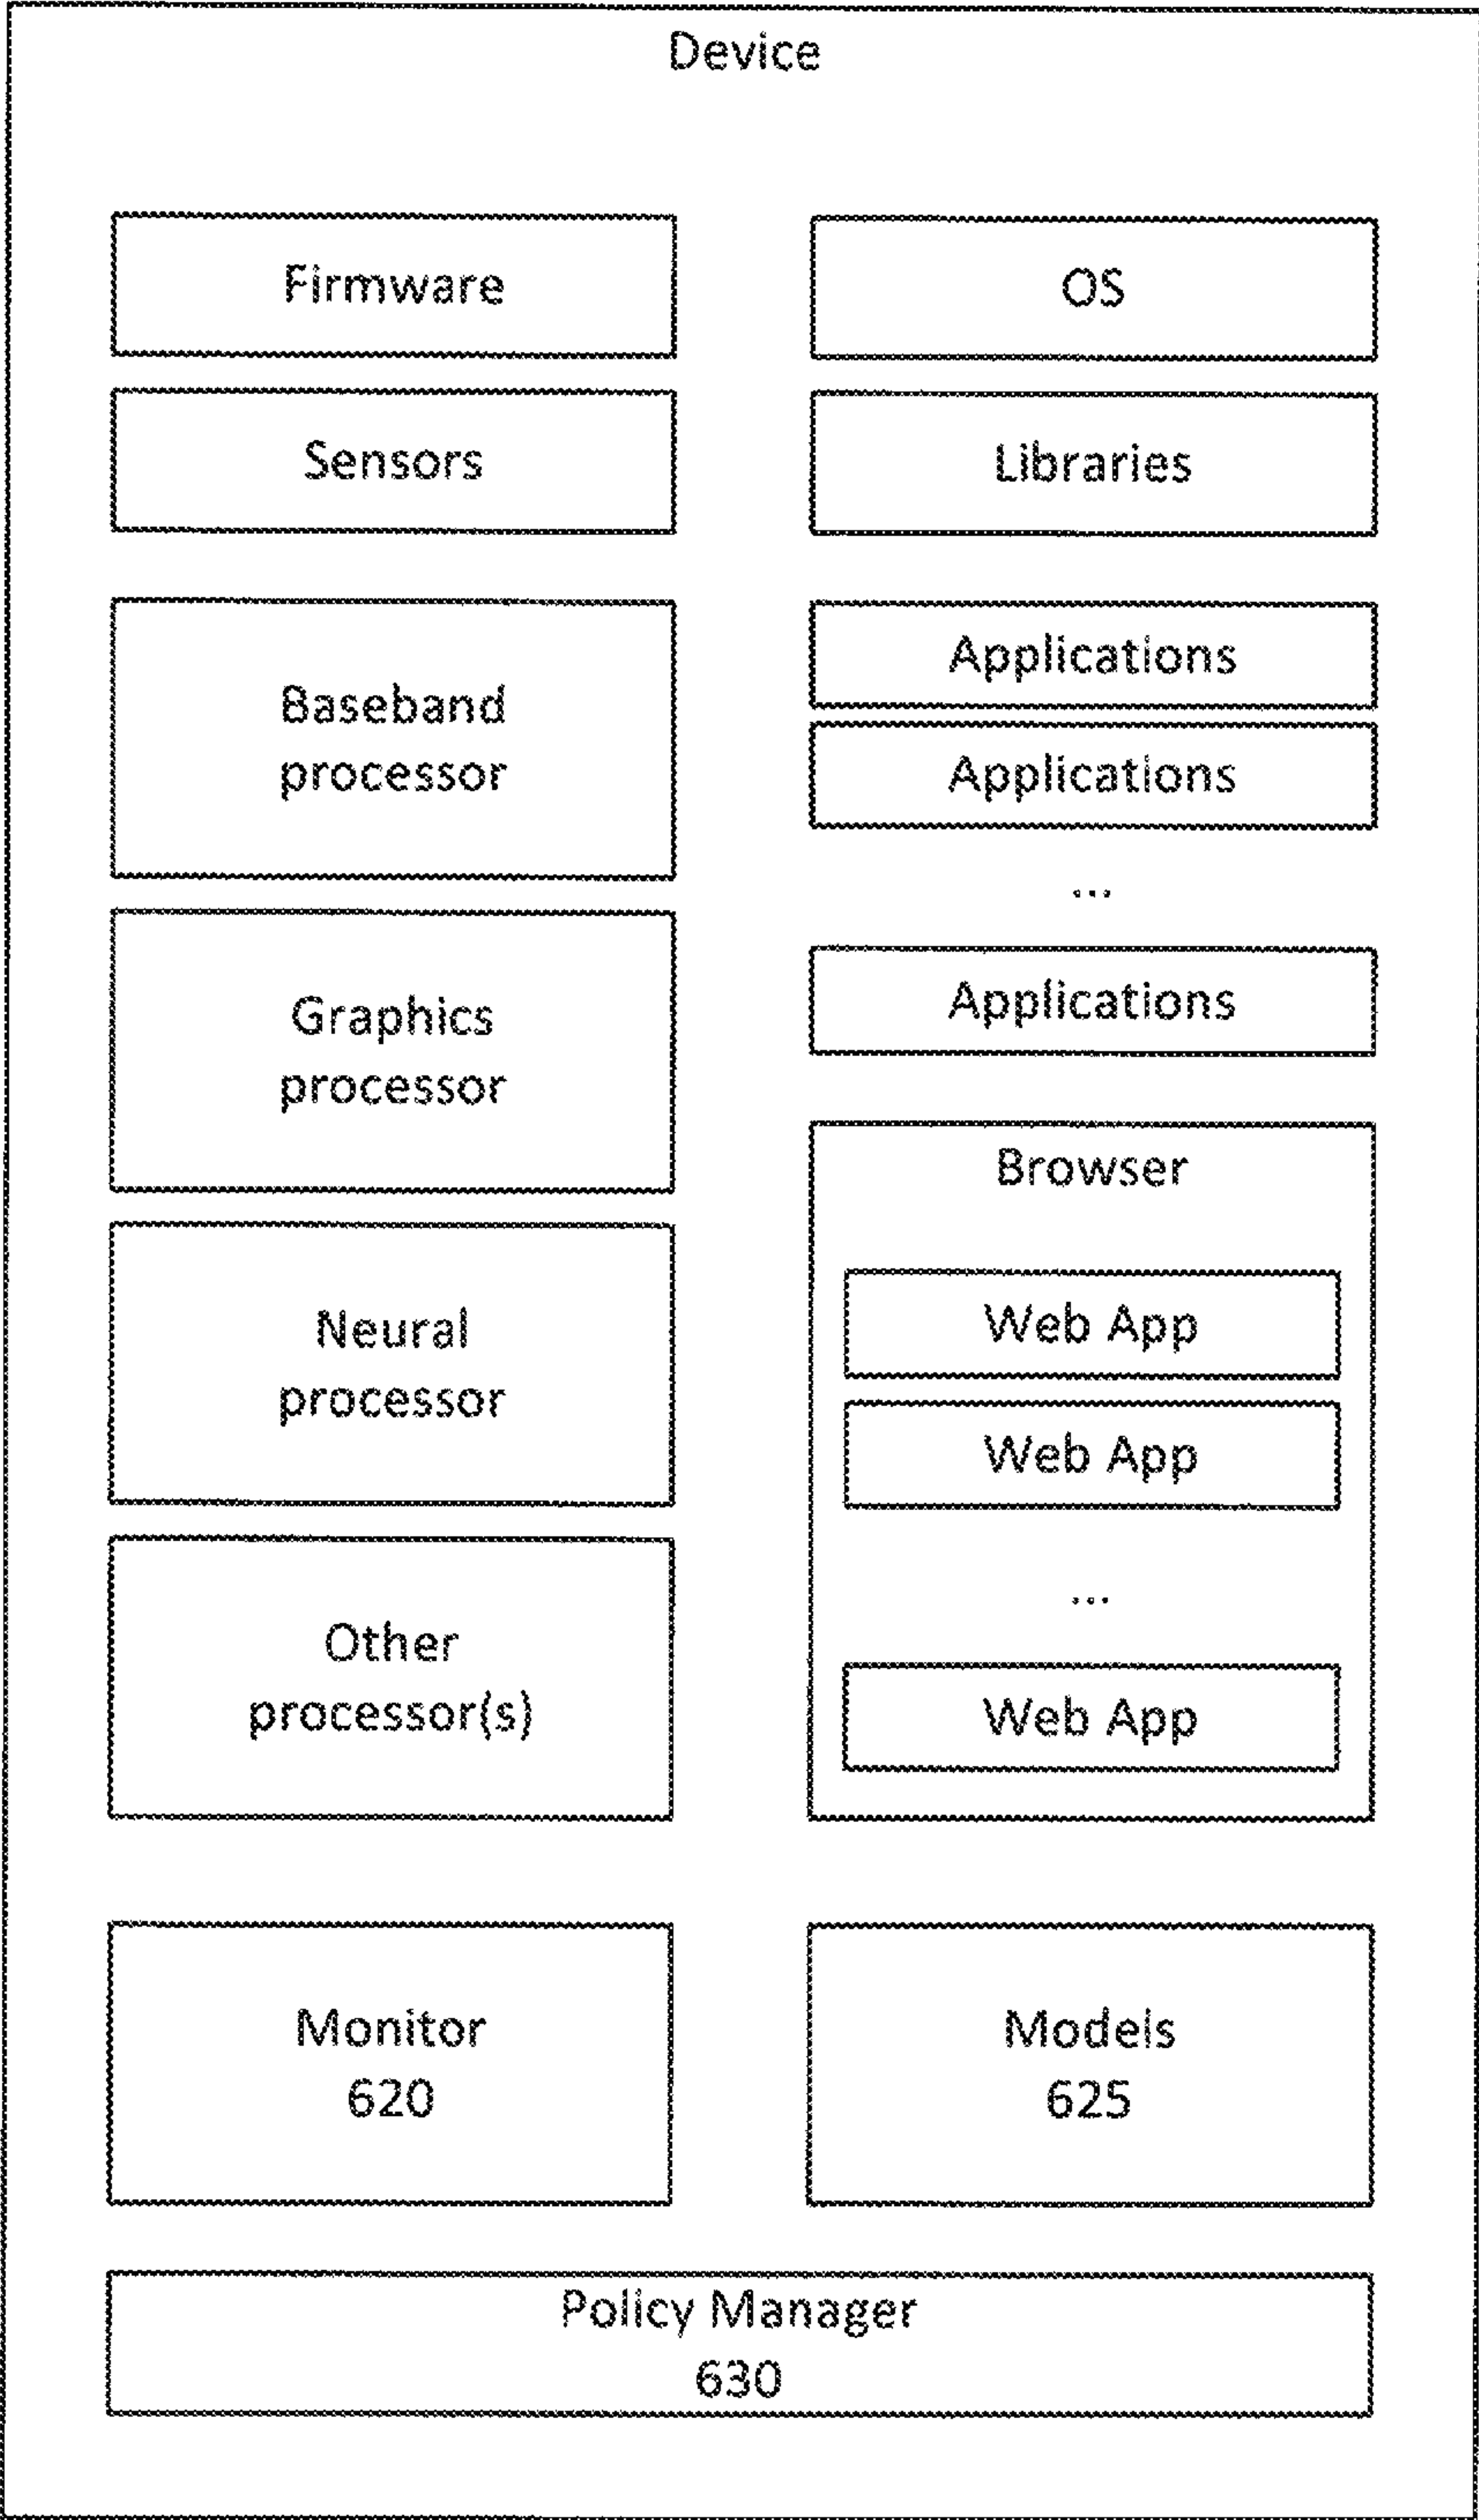 Device
Firmware
OS
Sensors
Libraries
Baseband
processor
Applications
Applications
...
Applications
Graphics
processor
Browser
Web App
Web App
...
Web App
Neural
processor
Other
processor(s)
Monitor
620
Models
625
Policy Manager
630